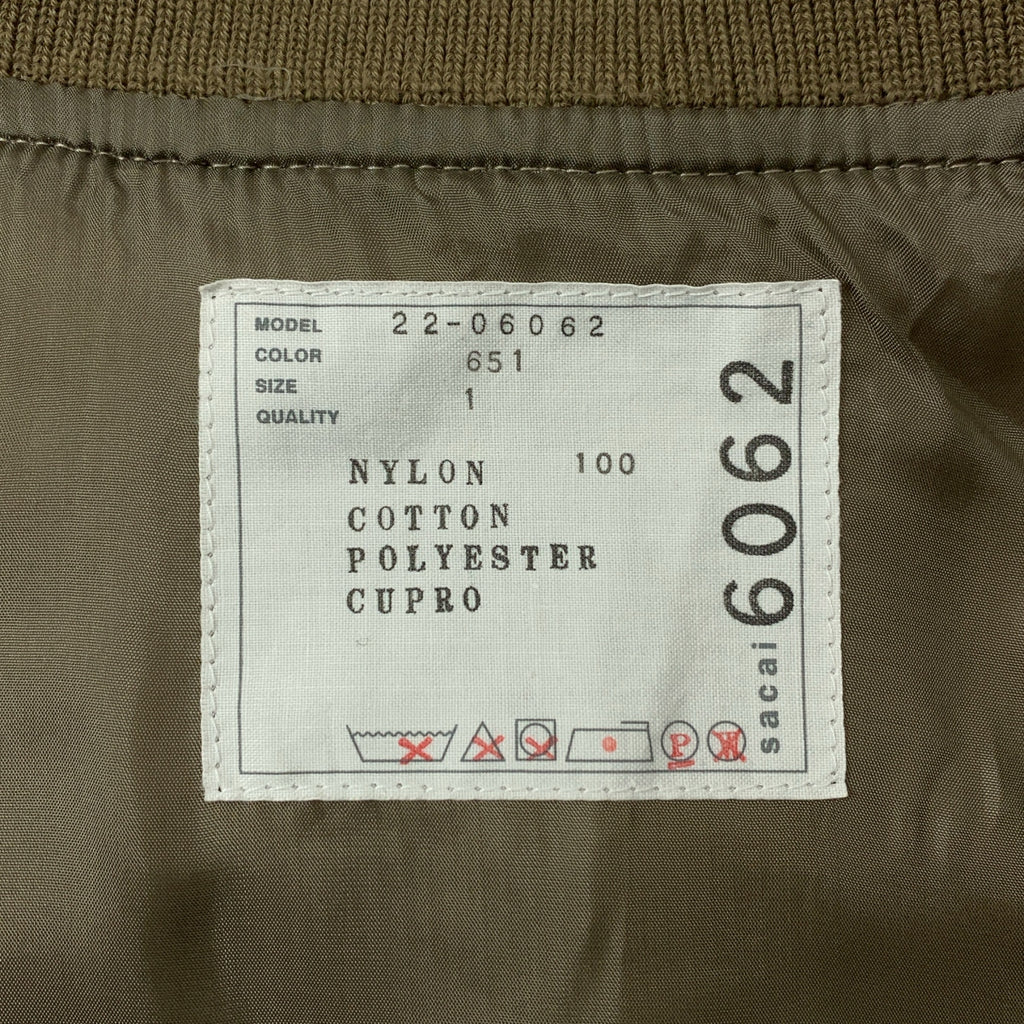 MODEL 22-06062
COLOR 651
SIZE 1
QUALITY
NYLON 100
COTTON
POLYESTER
CUPRO
P W
sacai 6062